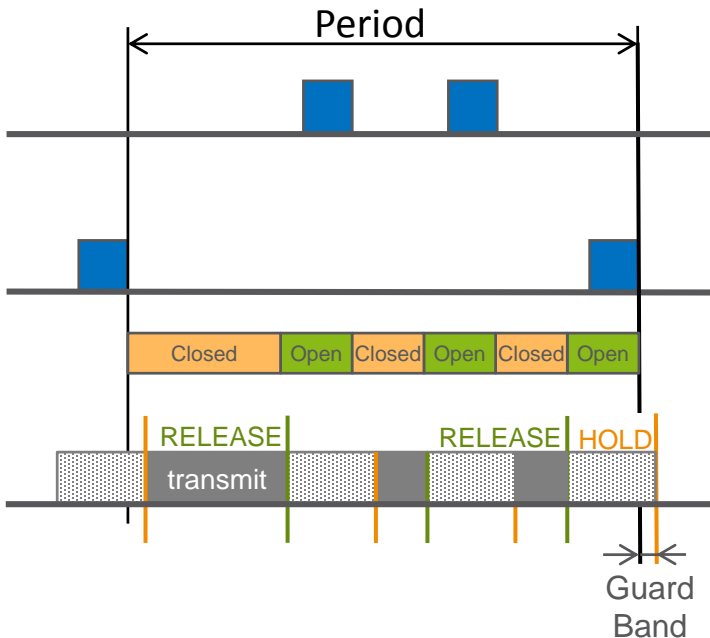 Period
Closed Open Closed Open Closed Open
RELEASE RELEASE HOLD
transmit
Guard
Band